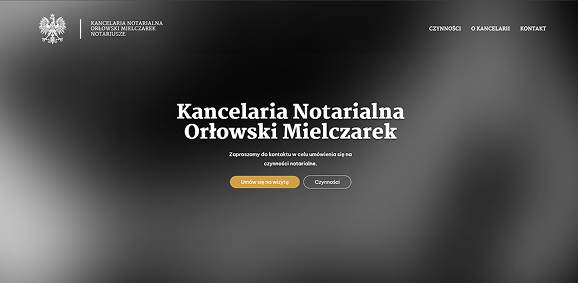 KANCELARIA NOTARIALNA
ORŁOWSKI MIELCZAREK
NOTARIUSZE
CZYNNOŚCI O KANCELARII KONTAKT
Kancelaria Notarialna
Orłowski Mielczarek
Zapraszamy do kontaktu w celu umówienia się na
czynności notarialne.
Umów się na wizytę Czynności